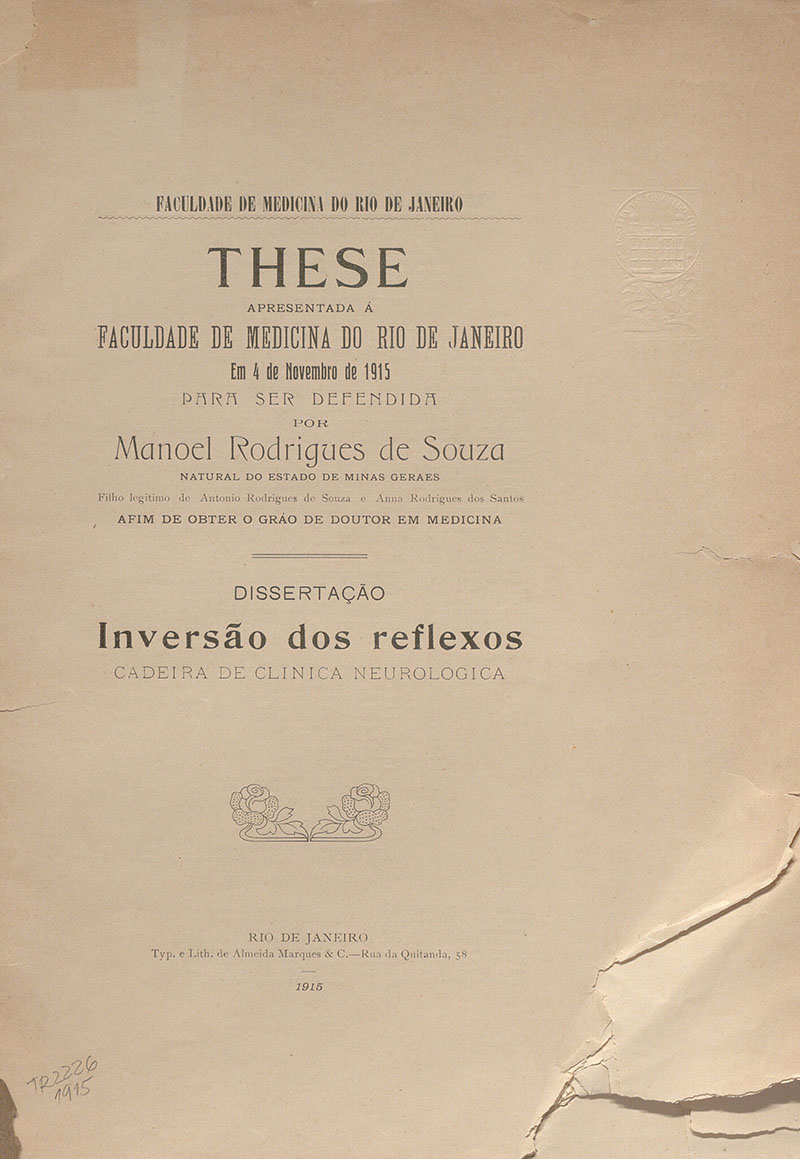 FACULDADE DE MEDICINA DO RIO DE JANEIRO
THESE
APRESENTADA Á
FACULDADE DE MEDICINA DO RIO DE JANEIRO
Em 4 de Novembro de 1915
PARA SER DEFENDIDA
POR
Manoel Rodrigues de Souza
NATURAL DO ESTADO DE MINAS GERAES
Filho legitimo de Antonio Rodrigues de Souza e Anna Rodrigues dos Santos
AFIM DE OBTER O GRÁO DE DOUTOR EM MEDICINA
DISSERTAÇÃO
Inversão dos reflexos
CADEIRA DE CLINICA NEUROLOGICA
RIO DE JANEIRO
Typ. e Lith. de Almeida Marques & C.—Rua da Quitanda, 58
1915
TR2226
1915